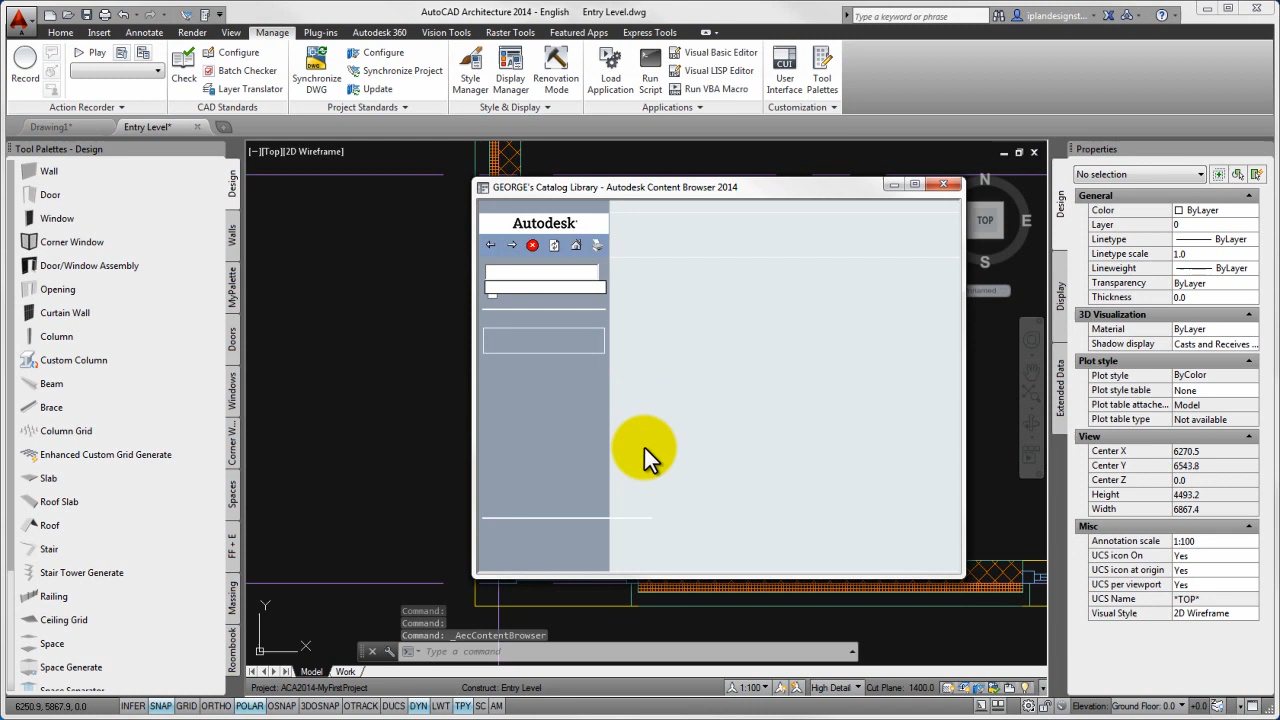 AutoCAD Architecture 2014 - English Entry Level.dwg
Type a keyword or phrase
iplandesignst...
Home Insert Annotate Render View Manage Plug-ins Autodesk 360 Vision Tools Raster Tools Featured Apps Express Tools
Play
Record
Action Recorder
Configure
Batch Checker
Layer Translator
Check
CAD Standards
Synchronize
DWG
Configure
Synchronize Project
Update
Project Standards
Style
Manager
Display
Manager
Renovation
Mode
Style & Display
Load
Application
Run
Script
Visual Basic Editor
Visual LISP Editor
Run VBA Macro
Applications
CUI
User
Interface
Tool
Palettes
Customization
Drawing1*
Entry Level*
Tool Palettes - Design
Wall
Door
Window
Corner Window
Door/Window Assembly
Opening
Curtain Wall
Column
Custom Column
Beam
Brace
Column Grid
Enhanced Custom Grid Generate
Slab
Roof Slab
Roof
Stair
Stair Tower Generate
Railing
Ceiling Grid
Space
Space Generate
Design
Walls
MyPalette
Doors
Windows
Corner W...
Spaces
FF + E
Massing
Roombook
[−][Top][2D Wireframe]
GEORGE's Catalog Library - Autodesk Content Browser 2014
Autodesk
N
TOP
E
S
Y
X
Command:
Command:
Command: _AecContentBrowser
Type a command
Model
Work
Project: ACA2014-MyFirstProject
Construct: Entry Level
1:100
High Detail
Cut Plane: 1400.0
6250.9, 5867.9, 0.0
INFER SNAP GRID ORTHO POLAR OSNAP 3DOSNAP OTRACK DUCS DYN LWT TPY SC AM
Elevation: Ground Floor: 0.0
+0.0
Properties
No selection
Design
Display
Extended Data
General
Color ByLayer
Layer 0
Linetype ByLayer
Linetype scale 1.0
Lineweight ByLayer
Transparency ByLayer
Thickness 0.0
3D Visualization
Material ByLayer
Shadow display Casts and Receives ...
Plot style
Plot style ByColor
Plot style table None
Plot table attache... Model
Plot table type Not available
View
Center X 6270.5
Center Y 6543.8
Center Z 0.0
Height 4493.2
Width 6867.4
Misc
Annotation scale 1:100
UCS icon On Yes
UCS icon at origin Yes
UCS per viewport Yes
UCS Name *TOP*
Visual Style 2D Wireframe